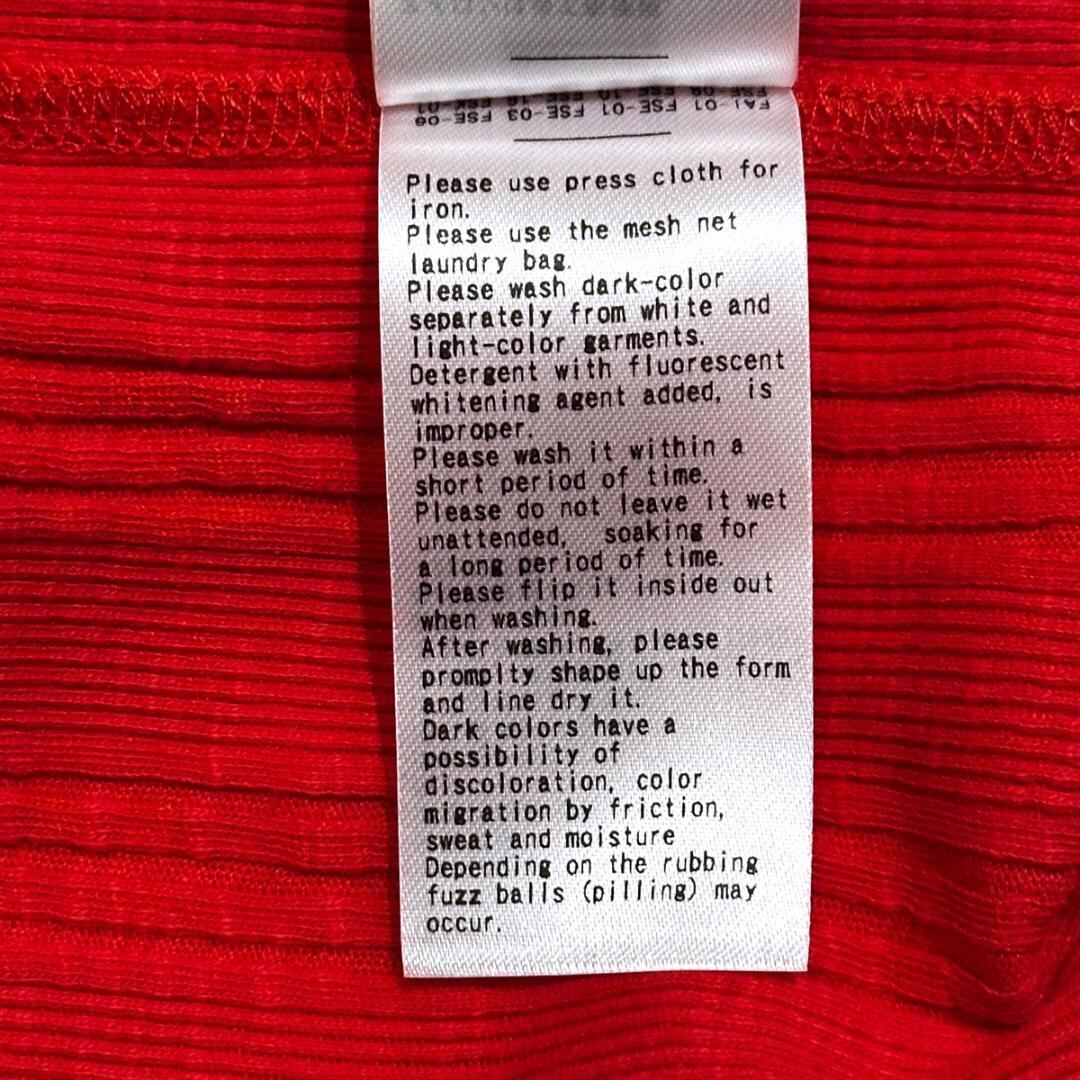 Please use press cloth for
iron.
Please use the mesh net
laundry bag.
Please wash dark-color
separately from white and
light-color garments.
Detergent with fluorescent
whitening agent added, is
improper.
Please wash it within a
short period of time.
Please do not leave it wet
unattended, soaking for
a long period of time.
Please flip it inside out
when washing.
After washing, please
promplty shape up the form
and line dry it.
Dark colors have a
possibility of
discoloration, color
migration by friction,
sweat and moisture
Depending on the rubbing
fuzz balls (pilling) may
occur.